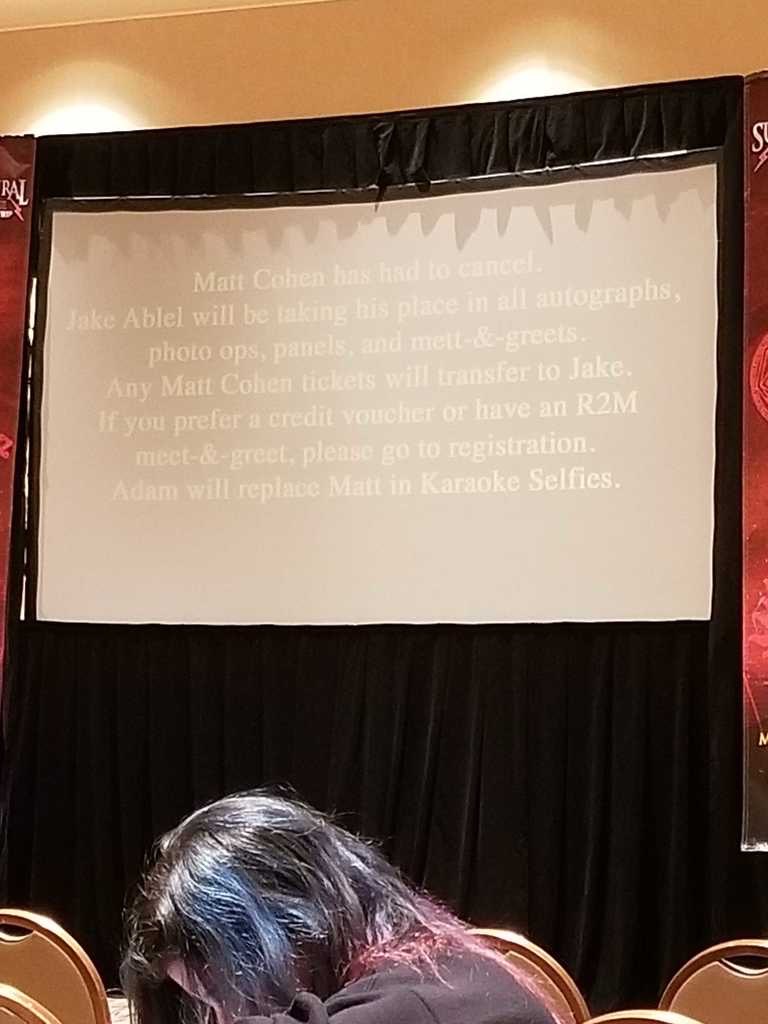 RAL
SU
Matt Cohen has had to cancel.
Jake Ablel will be taking his place in all autographs,
photo ops, panels, and mett-&-greets.
Any Matt Cohen tickets will transfer to Jake.
If you prefer a credit voucher or have an R2M
meet-&-greet, please go to registration.
Adam will replace Matt in Karaoke Selfies.
M